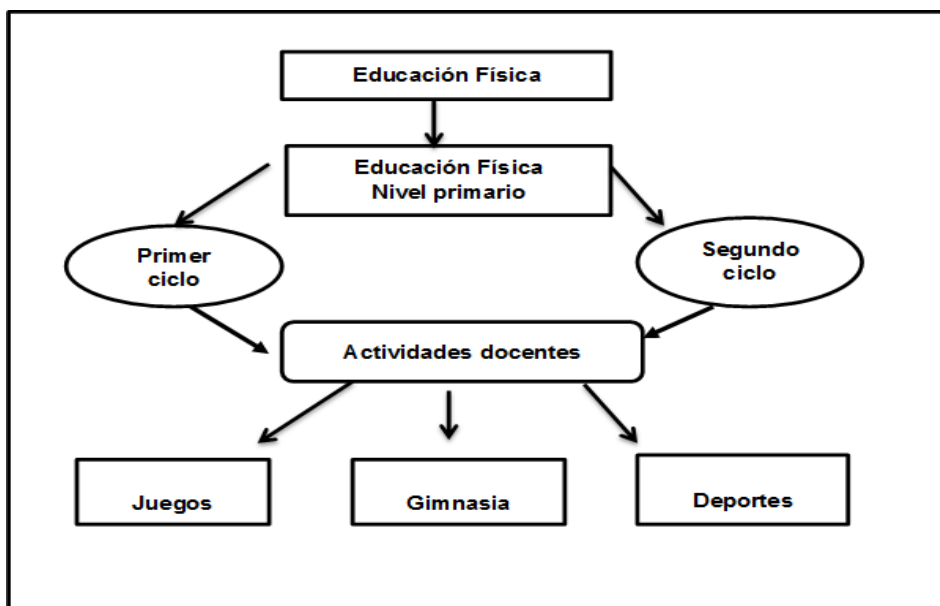 Educación Física
Educación Física
Nivel primario
Primer
ciclo
Segundo
ciclo
Actividades docentes
Juegos
Gimnasia
Deportes